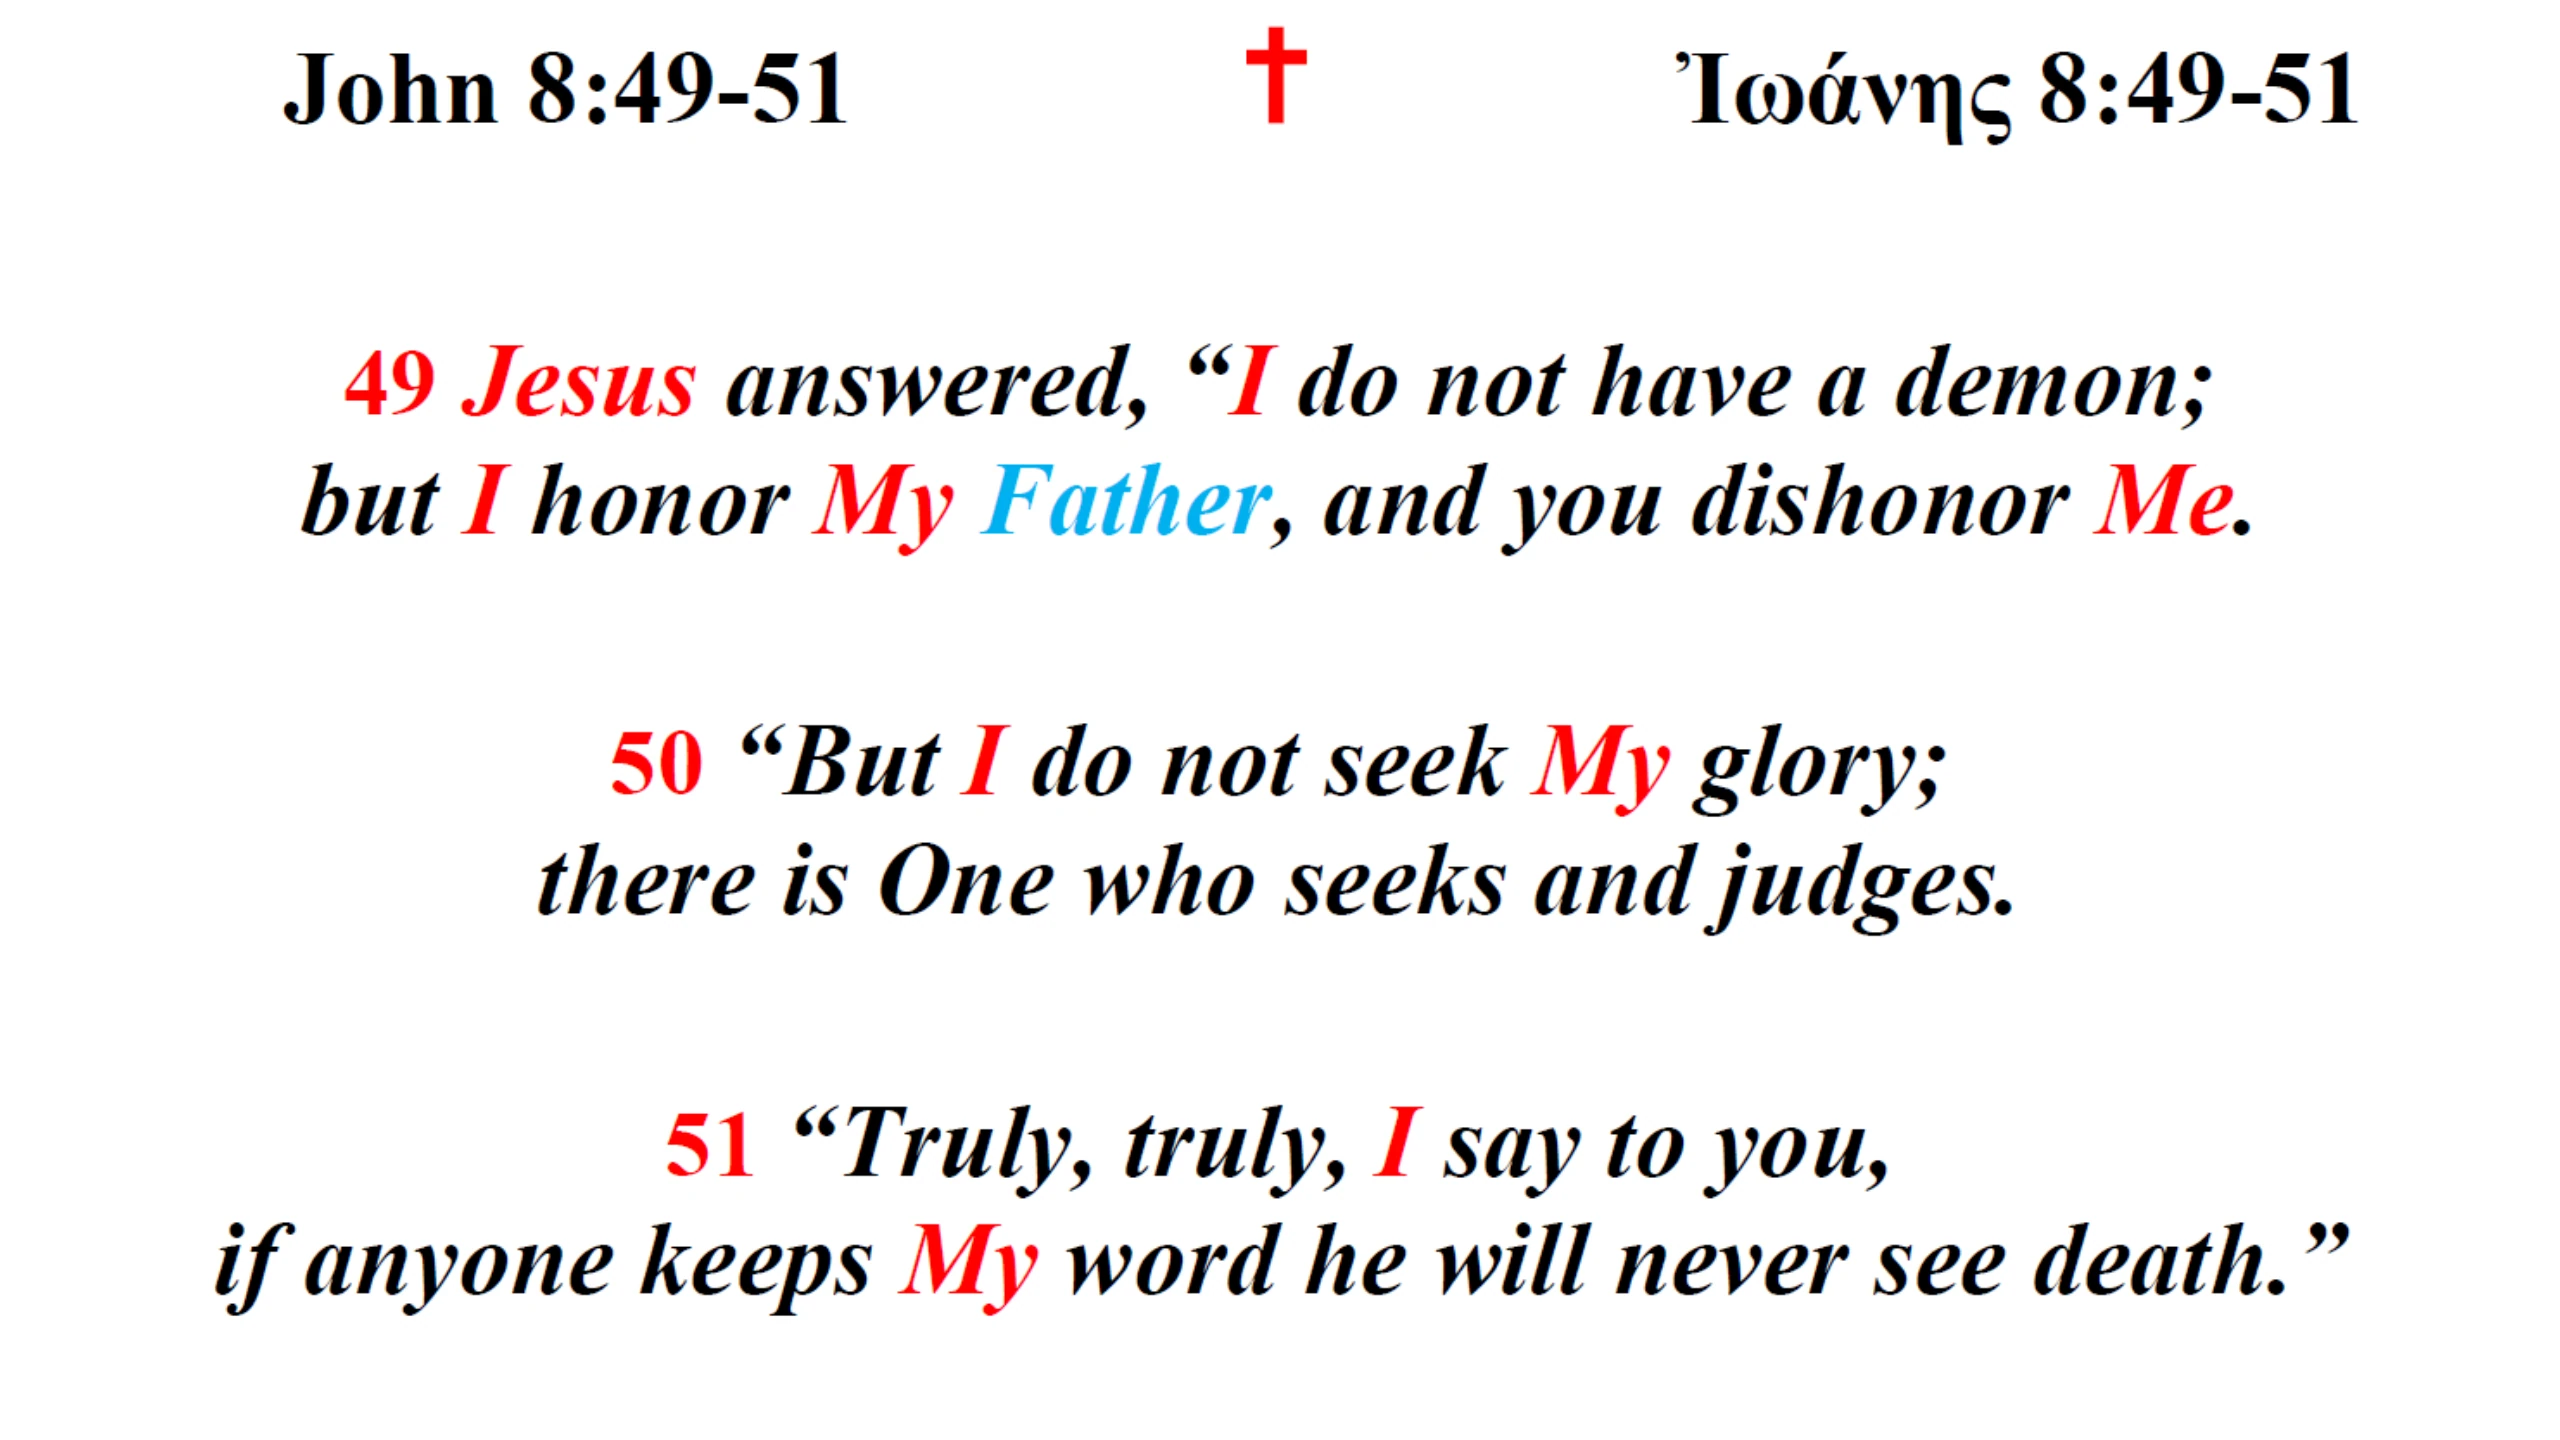 John 8:49-51 ✝ Ἰωάνης 8:49-51
49 Jesus answered, “I do not have a demon;
but I honor My Father, and you dishonor Me.
50 “But I do not seek My glory;
there is One who seeks and judges.
51 “Truly, truly, I say to you,
if anyone keeps My word he will never see death.”